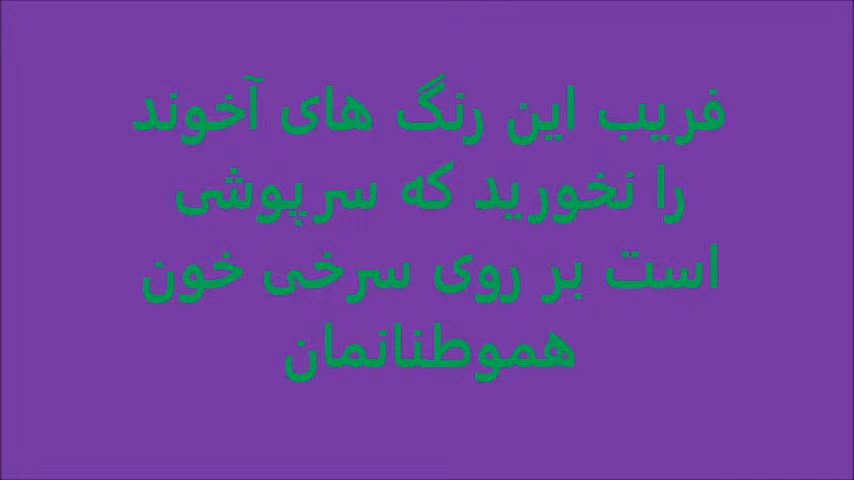 فریب این رنگ های آخوند
را نخورید که سرپوشی
است بر روی سرخی خون
هموطنانمان